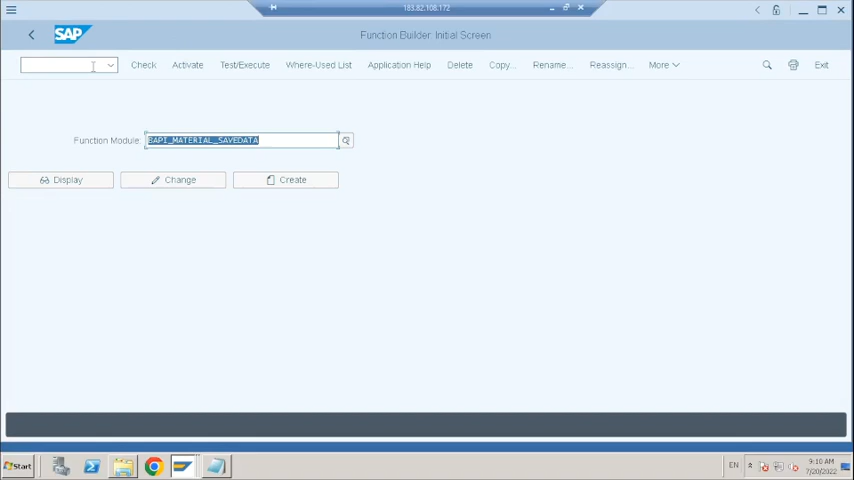 183.82.108.172
SAP
Function Builder: Initial Screen
Check Activate Test/Execute Where-Used List Application Help Delete Copy... Rename... Reassign... More Exit
Function Module: BAPI_MATERIAL_SAVEDATA
Display Change Create
Start EN 9:10 AM
7/20/2022